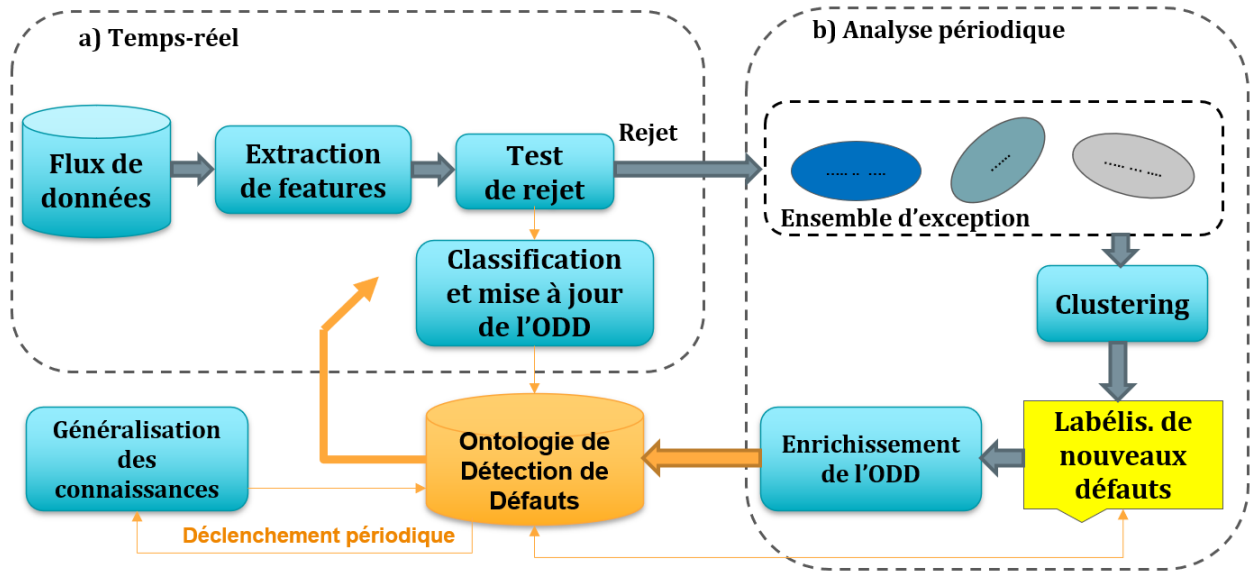 a) Temps-réel
Flux de
données
Extraction
de features
Test
de rejet
Rejet
Classification
et mise à jour
de l’ODD
b) Analyse périodique
..... .. ....
......
..... ... ....
Ensemble d’exception
Clustering
Labélis. de
nouveaux
défauts
Enrichissement
de l’ODD
Ontologie de
Détection de
Défauts
Généralisation
des
connaissances
Déclenchement périodique